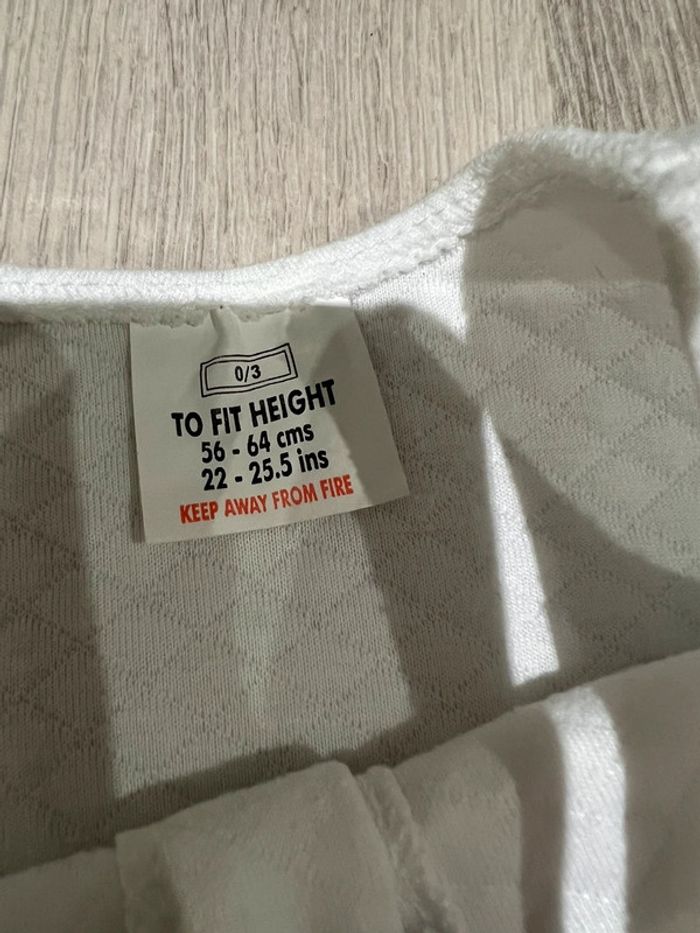 0/3
TO FIT HEIGHT
56 - 64 cms
22 - 25.5 ins
KEEP AWAY FROM FIRE